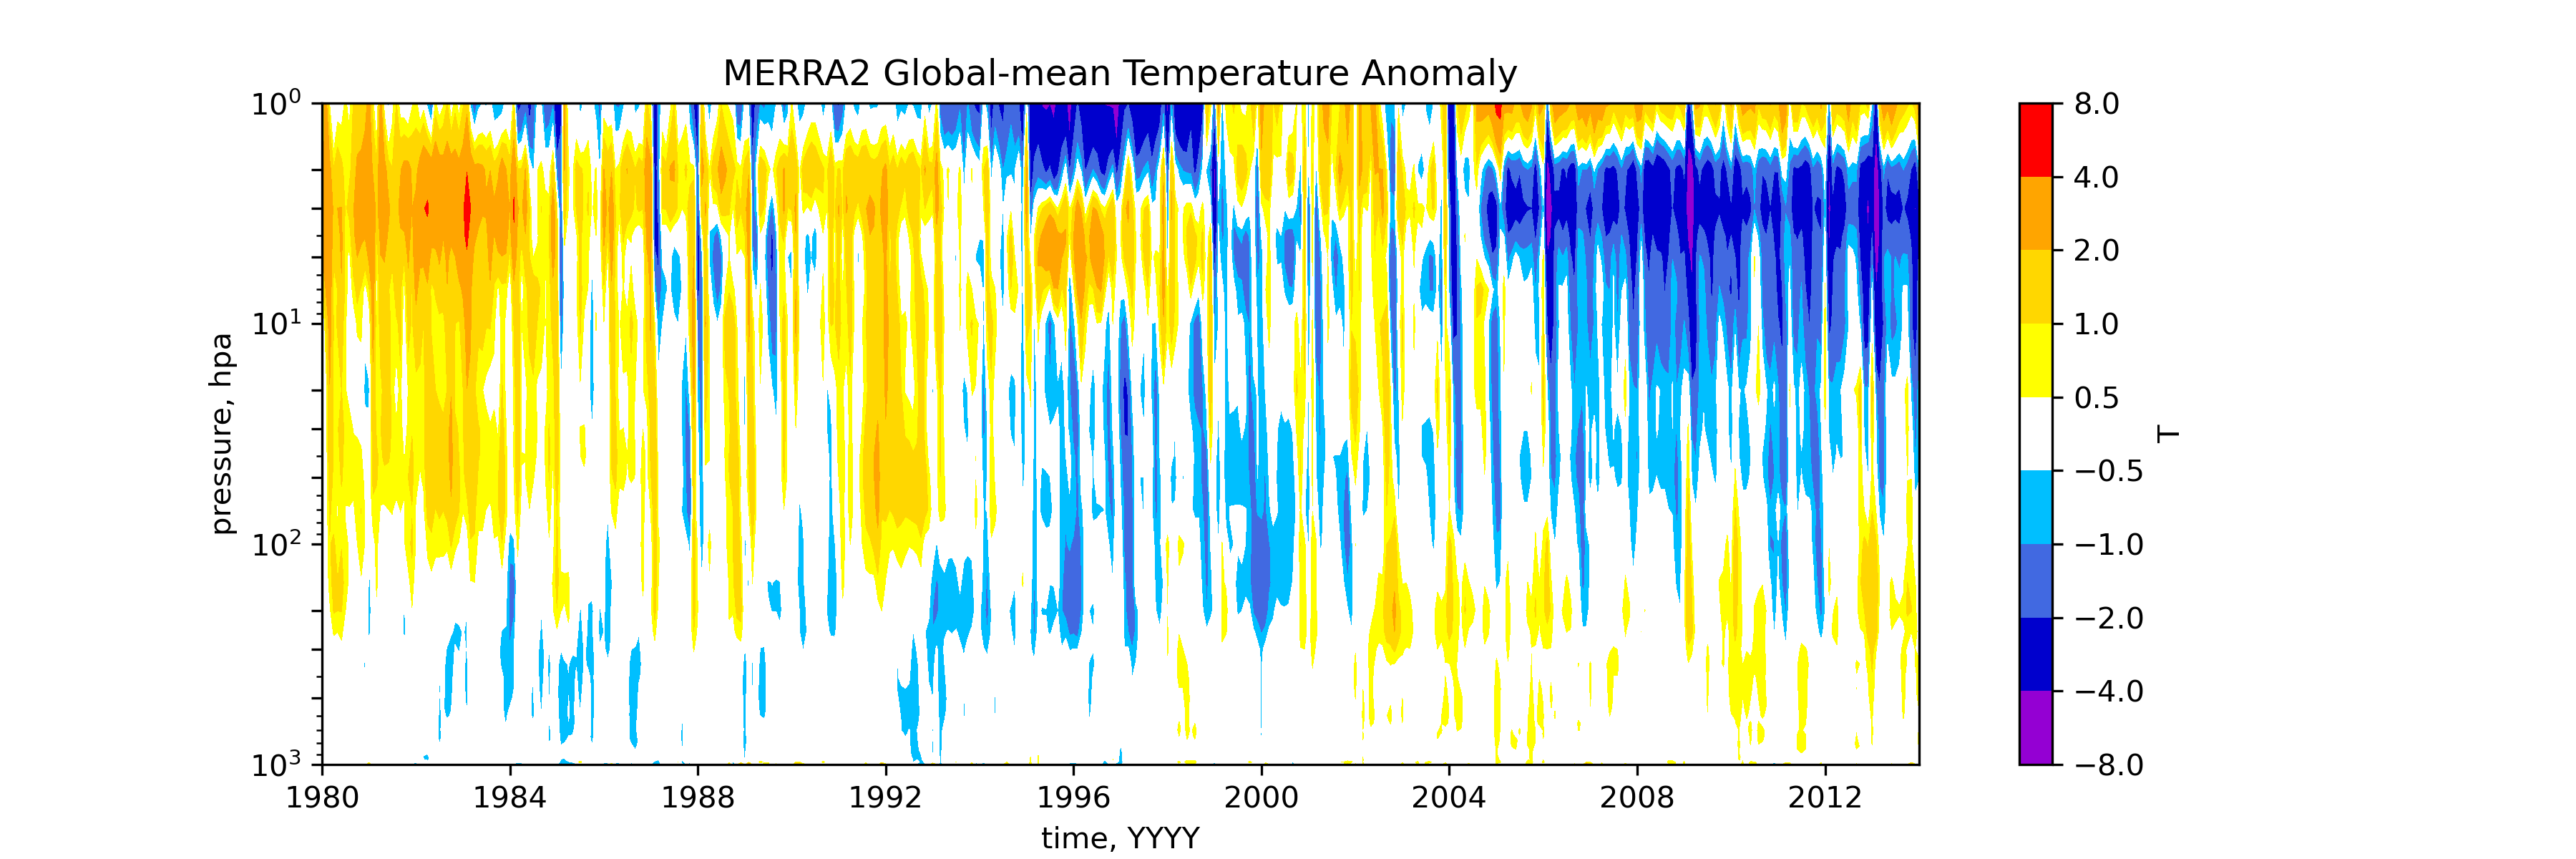 MERRA2 Global-mean Temperature Anomaly
10⁰
10¹
10²
10³
pressure, hpa
1980 1984 1988 1992 1996 2000 2004 2008 2012
time, YYYY
8.0
4.0
2.0
1.0
0.5
−0.5
−1.0
−2.0
−4.0
−8.0
T